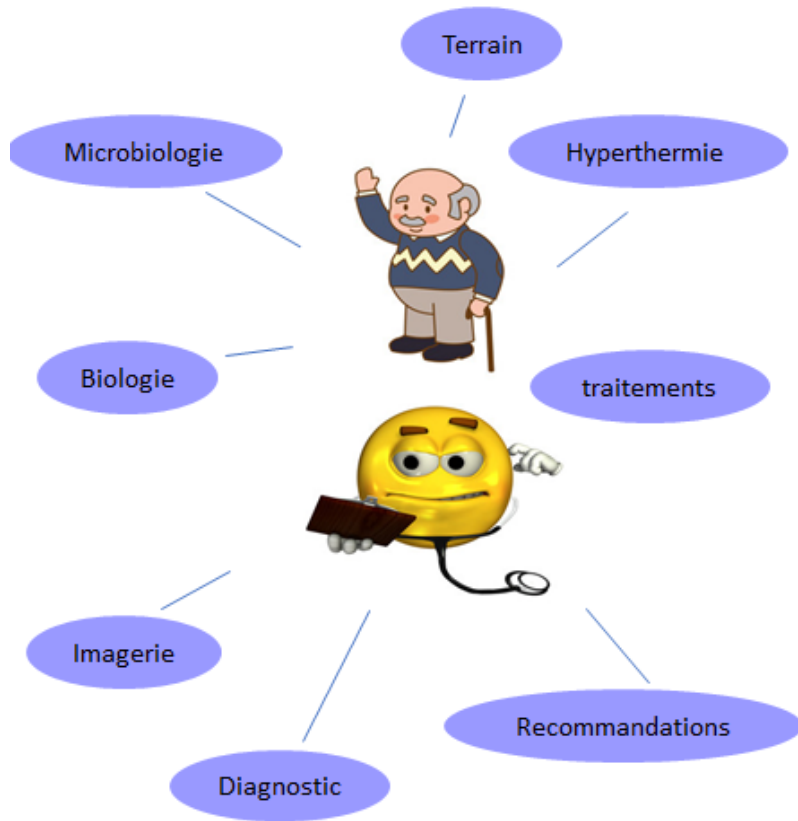 Terrain
Microbiologie
Hyperthermie
Biologie
traitements
Imagerie
Recommandations
Diagnostic